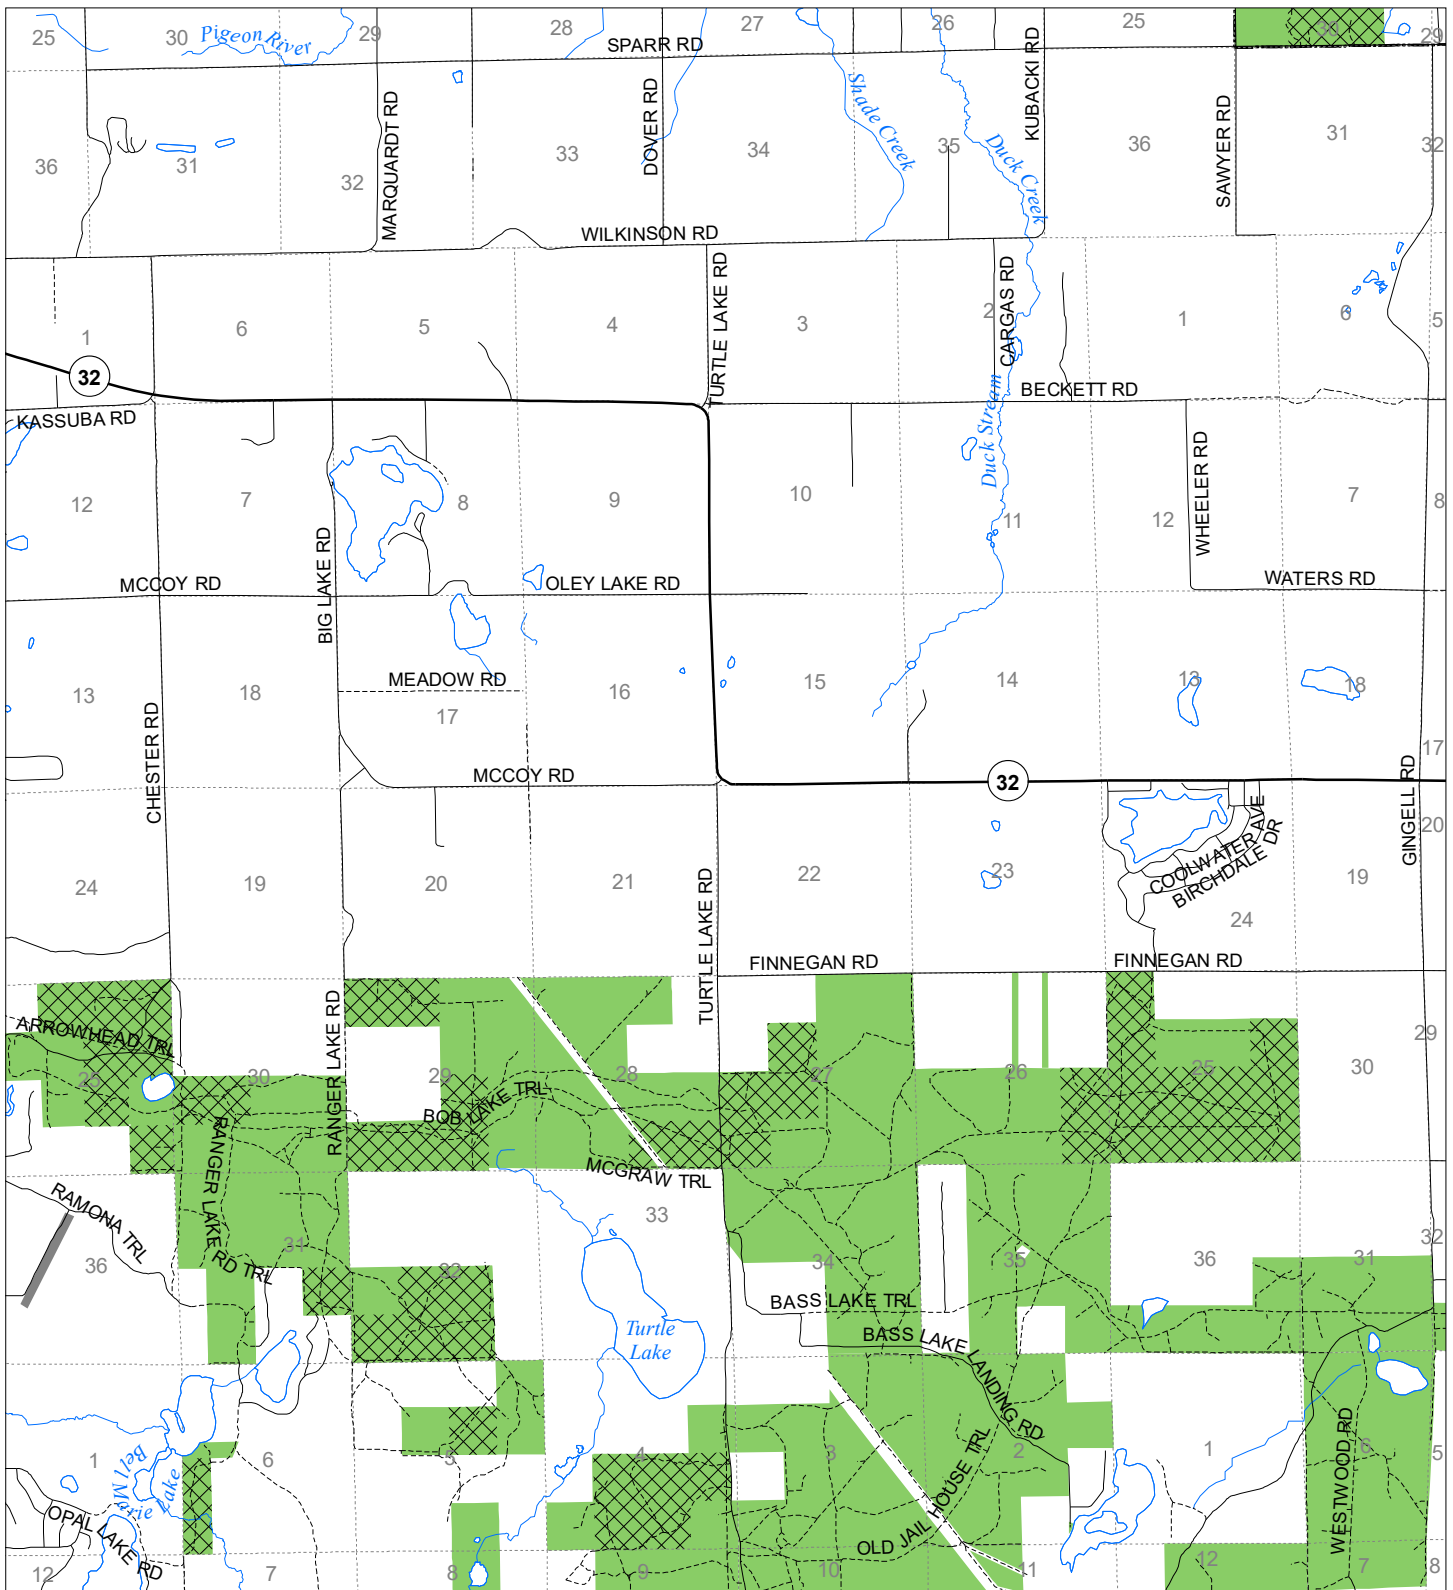 25
30
Pigeon River
29
28
SPARR RD
27
26
25
30
29
KUBACKI RD
MARQUARDT RD
DOVER RD
Shade Creek
Duck Creek
SAWYER RD
36
31
32
33
34
35
36
31
32
WILKINSON RD
TURTLE LAKE RD
CARGAS RD
1
6
5
4
3
2
1
6
5
32
KASSUBA RD
BECKETT RD
Duck Stream
WHEELER RD
12
7
8
9
10
11
12
7
8
BIG LAKE RD
MCCOY RD
OLEY LAKE RD
WATERS RD
MEADOW RD
13
18
17
16
15
14
13
18
17
CHESTER RD
MCCOY RD
32
GINGELL RD
COOLWATER AVE
BIRCHDALE DR
24
19
20
21
22
23
24
19
20
TURTLE LAKE RD
FINNEGAN RD
FINNEGAN RD
ARROWHEAD TRL
RANGER LAKE RD
25
30
29
28
27
26
25
30
29
BOB LAKE TRL
MCGRAW TRL
RAMONA TRL
RANGER LAKE RD TRL
36
31
32
33
34
35
36
31
32
BASS LAKE TRL
BASS LAKE LANDING RD
Turtle
Lake
WESTWOOD RD
1
6
5
4
3
2
1
6
5
Bell Marie Lake
OPAL LAKE RD
OLD JAIL HOUSE TRL
12
7
8
9
10
11
12
7
8